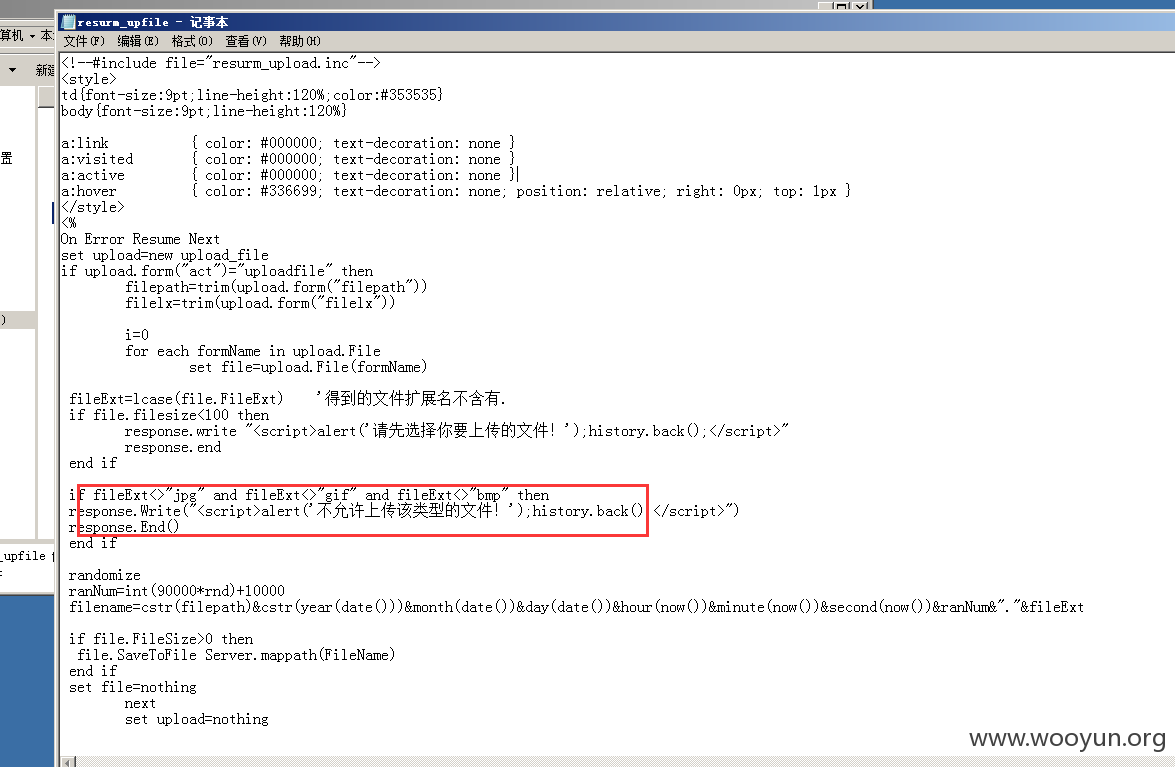 resurm_upfile - 记事本
算机
文件(F) 编辑(E) 格式(O) 查看(V) 帮助(H)
新建
置
)
_upfile
<!--#include file="resurm_upload.inc"-->
<style>
td{font-size:9pt;line-height:120%;color:#353535}
body{font-size:9pt;line-height:120%}
a:link { color: #000000; text-decoration: none }
a:visited { color: #000000; text-decoration: none }
a:active { color: #000000; text-decoration: none }
a:hover { color: #336699; text-decoration: none; position: relative; right: 0px; top: 1px }
</style>
<%
On Error Resume Next
set upload=new upload_file
if upload.form("act")="uploadfile" then
filepath=trim(upload.form("filepath"))
filelx=trim(upload.form("filelx"))
i=0
for each formName in upload.File
set file=upload.File(formName)
fileExt=lcase(file.FileExt) '得到的文件扩展名不含有.
if file.filesize<100 then
response.write "<script>alert('请先选择你要上传的文件！');history.back();</script>"
response.end
end if
if fileExt<>"jpg" and fileExt<>"gif" and fileExt<>"bmp" then
response.Write("<script>alert('不允许上传该类型的文件！');history.back() </script>")
response.End()
end if
randomize
ranNum=int(90000*rnd)+10000
filename=cstr(filepath)&cstr(year(date()))&month(date())&day(date())&hour(now())&minute(now())&second(now())&ranNum&"."&fileExt
if file.FileSize>0 then
file.SaveToFile Server.mappath(FileName)
end if
set file=nothing
next
set upload=nothing
www.wooyun.org